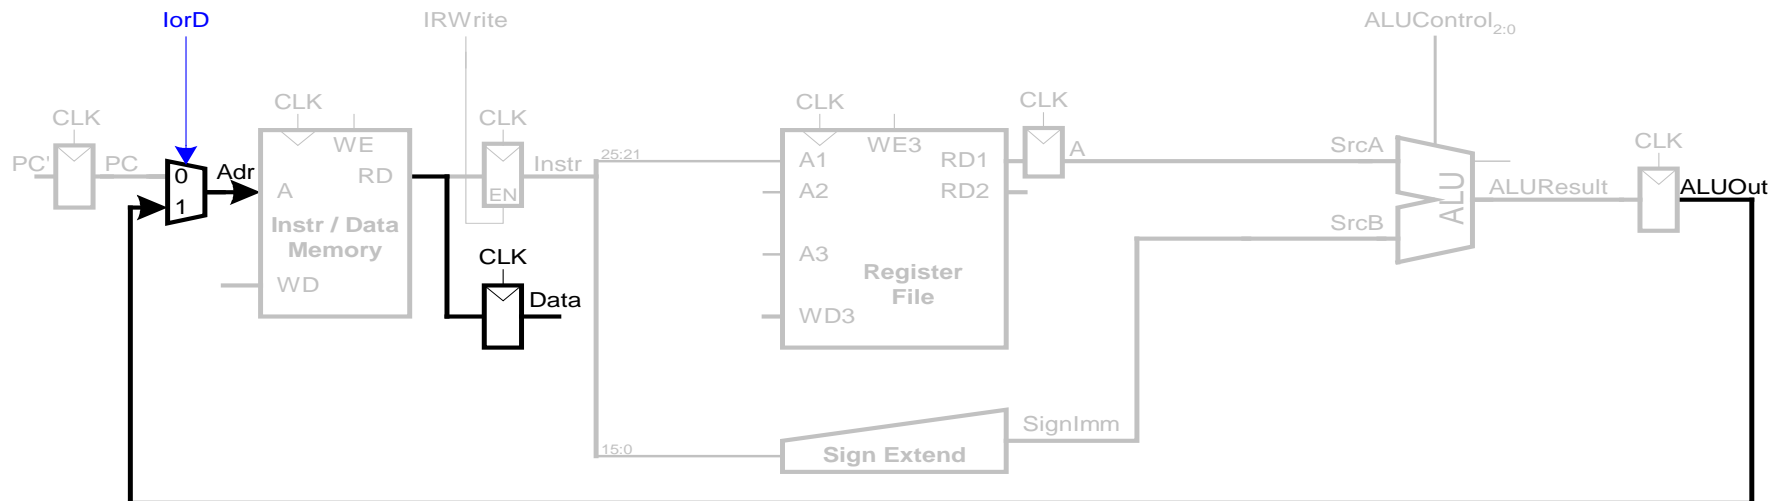 IorD
IRWrite
ALUControl2:0
CLK
CLK
CLK
CLK
CLK
CLK
PC'
PC
0
1
Adr
WE
A
RD
Instr / Data
Memory
WD
EN
Instr
CLK
Data
25:21
15:0
WE3
A1
RD1
A2
RD2
A3
Register
File
WD3
A
SrcA
SrcB
ALU
ALUResult
ALUOut
SignImm
Sign Extend